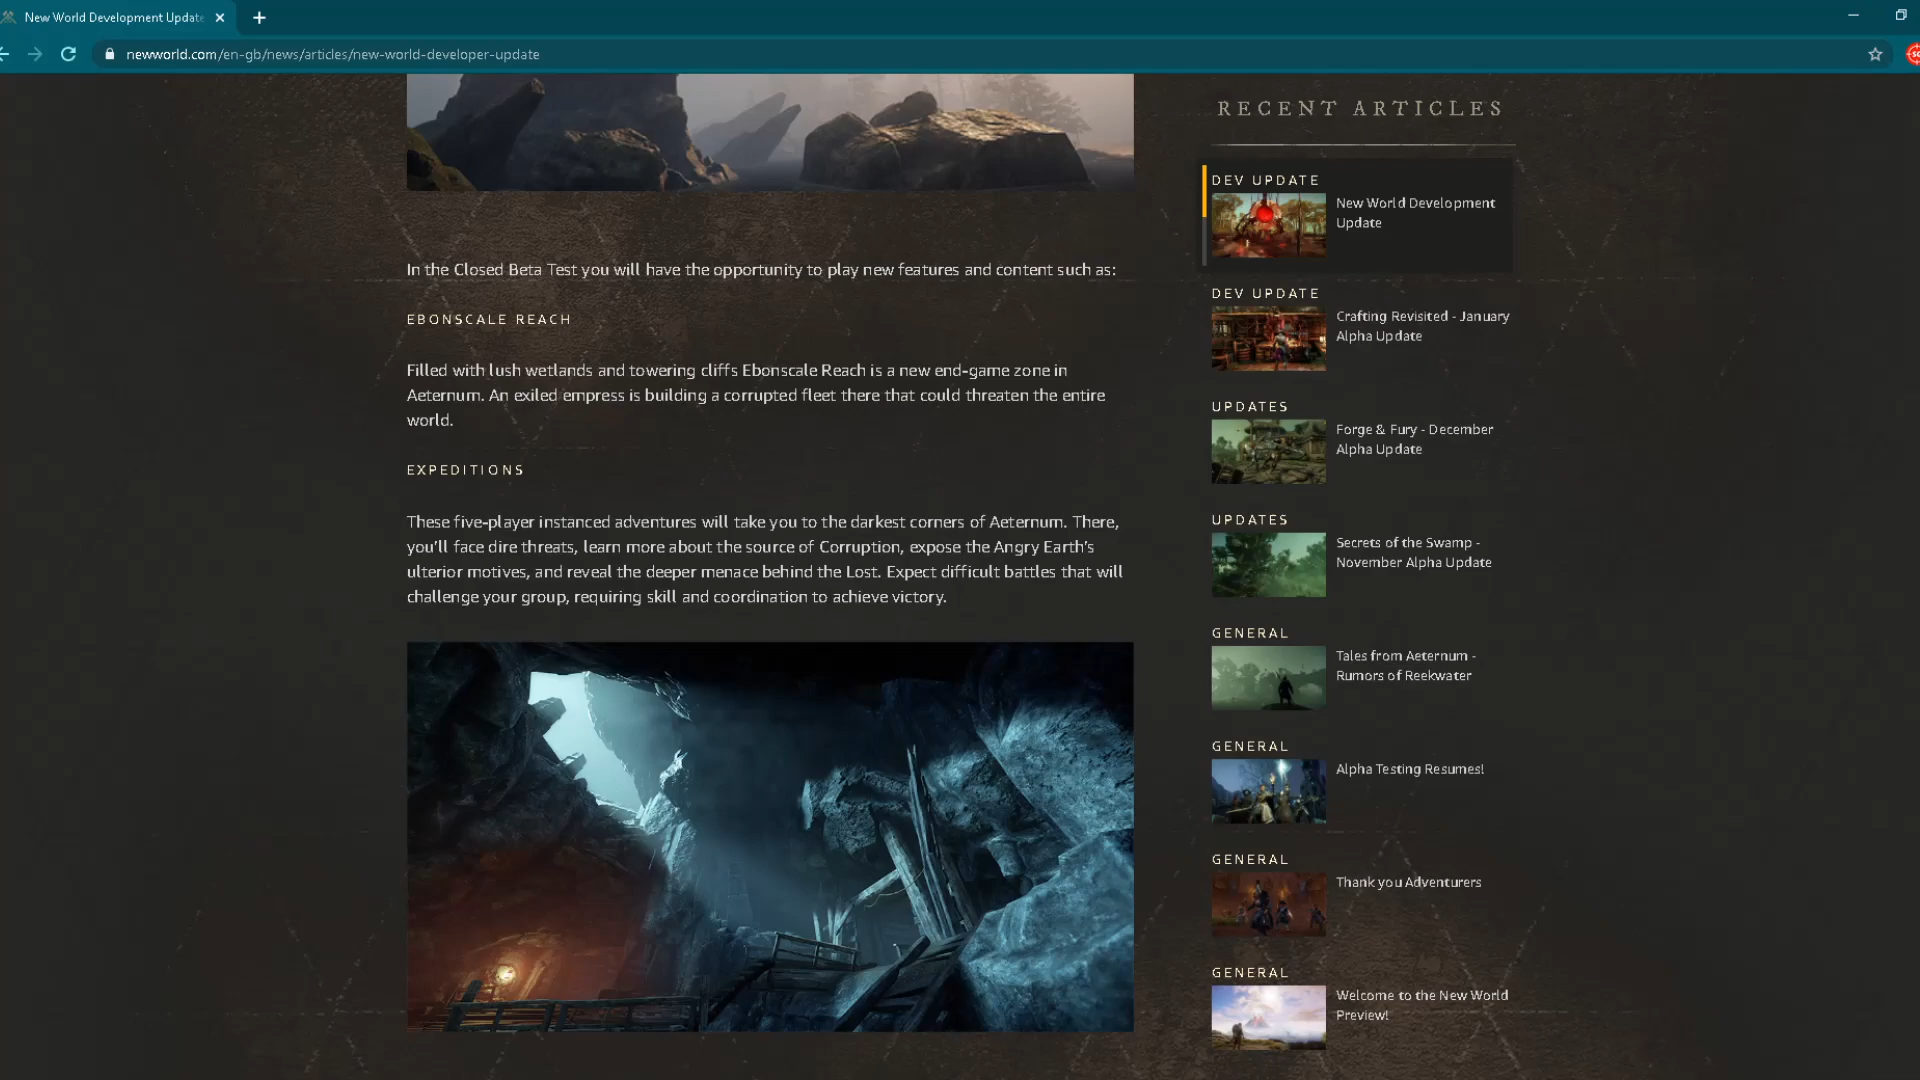 New World Development Update
newworld.com/en-gb/news/articles/new-world-developer-update
In the Closed Beta Test you will have the opportunity to play new features and content such as:
EBONSCALE REACH
Filled with lush wetlands and towering cliffs Ebonscale Reach is a new end-game zone in
Aeternum. An exiled empress is building a corrupted fleet there that could threaten the entire
world.
EXPEDITIONS
These five-player instanced adventures will take you to the darkest corners of Aeternum. There,
you'll face dire threats, learn more about the source of Corruption, expose the Angry Earth's
ulterior motives, and reveal the deeper menace behind the Lost. Expect difficult battles that will
challenge your group, requiring skill and coordination to achieve victory.
RECENT ARTICLES
DEV UPDATE
New World Development
Update
DEV UPDATE
Crafting Revisited - January
Alpha Update
UPDATES
Forge & Fury - December
Alpha Update
UPDATES
Secrets of the Swamp -
November Alpha Update
GENERAL
Tales from Aeternum -
Rumors of Reekwater
GENERAL
Alpha Testing Resumes!
GENERAL
Thank you Adventurers
GENERAL
Welcome to the New World
Preview!